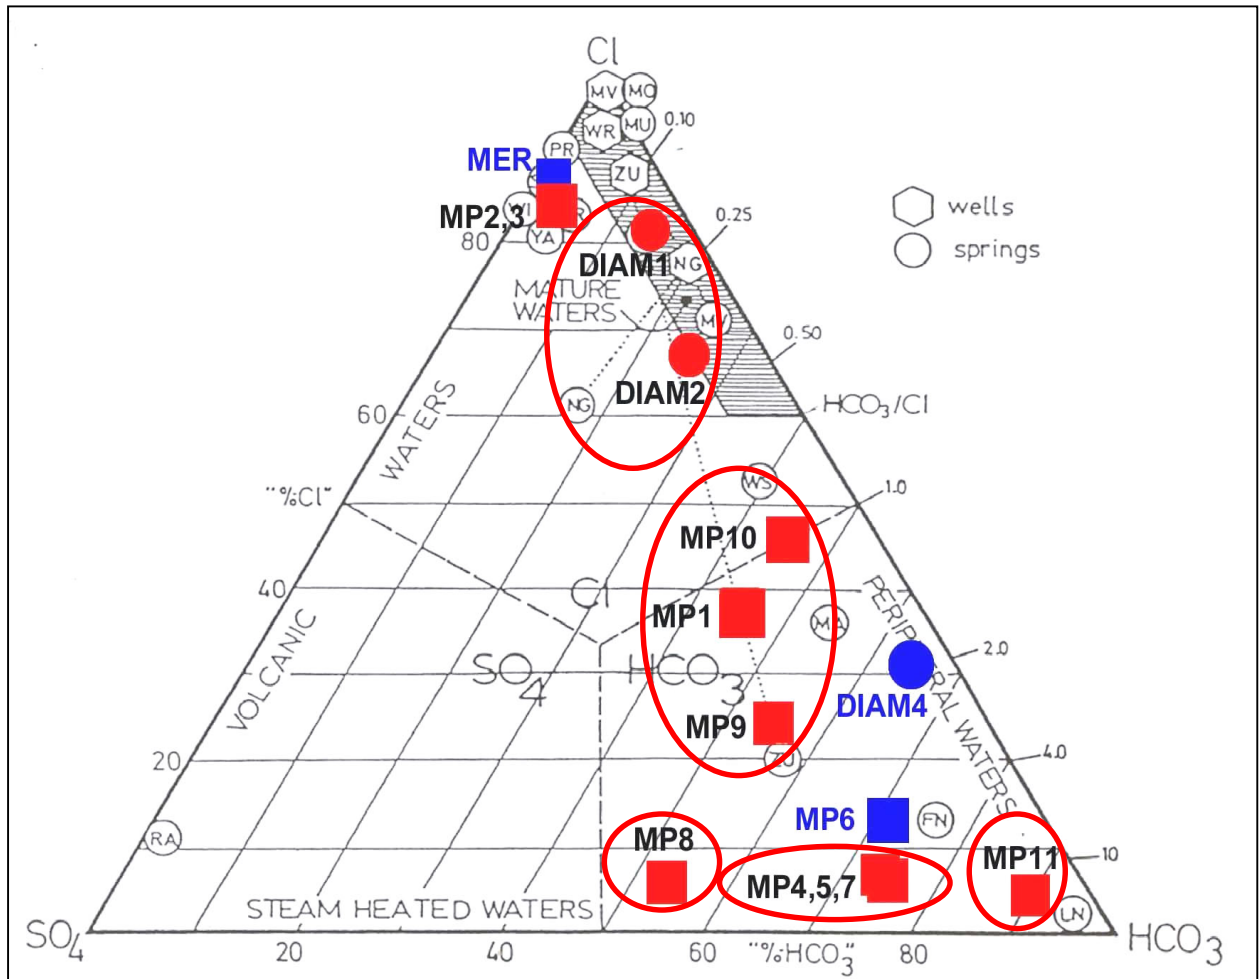 Cl
MV
MO
WR
MU
0.10
PR
MER
ZU
wells
WI
MP2,3
0.25
springs
80
YA
DIAM1
NG
MATURE
WATERS
MV
0.50
DIAM2
NG
HCO3/Cl
60
WATERS
WS
"%Cl"
1.0
MP10
40
Cl
MP1
MA
PERIPHERAL WATERS
2.0
VOLCANIC
SO4
HCO3
DIAM4
MP9
ZU
20
4.0
MP6
FN
RA
MP8
MP11
10
MP4,5,7
STEAM HEATED WATERS
LN
SO4
20
40
60
"%HCO3"
80
HCO3